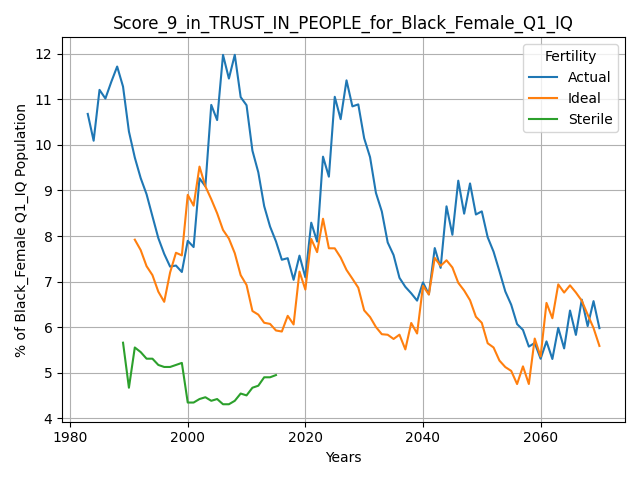 Score_9_in_TRUST_IN_PEOPLE_for_Black_Female_Q1_IQ
% of Black_Female Q1_IQ Population
12
11
10
9
8
7
6
5
4
Fertility
Actual
Ideal
Sterile
1980 2000 2020 2040 2060
Years